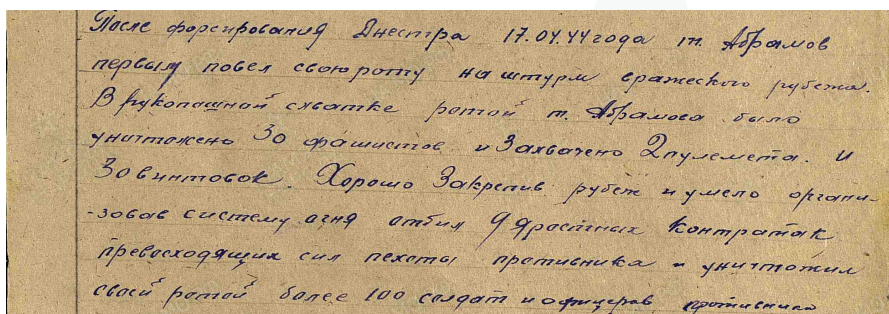 После форсирования Днестра 17.04.44 года т. Абрамов
первым повел свою роту на штурм вражеского рубежа.
В рукопашной схватке ротой т. Абрамова было
уничтожено 30 фашистов и захвачено 2 пулемета. и
30 винтовок. Хорошо закрепив рубеж и умело органи-
-зовав систему огня отбил 9 яростных контратак
превосходящих сил пехоты противника и уничтожил
своей ротой более 100 солдат и офицеров противника